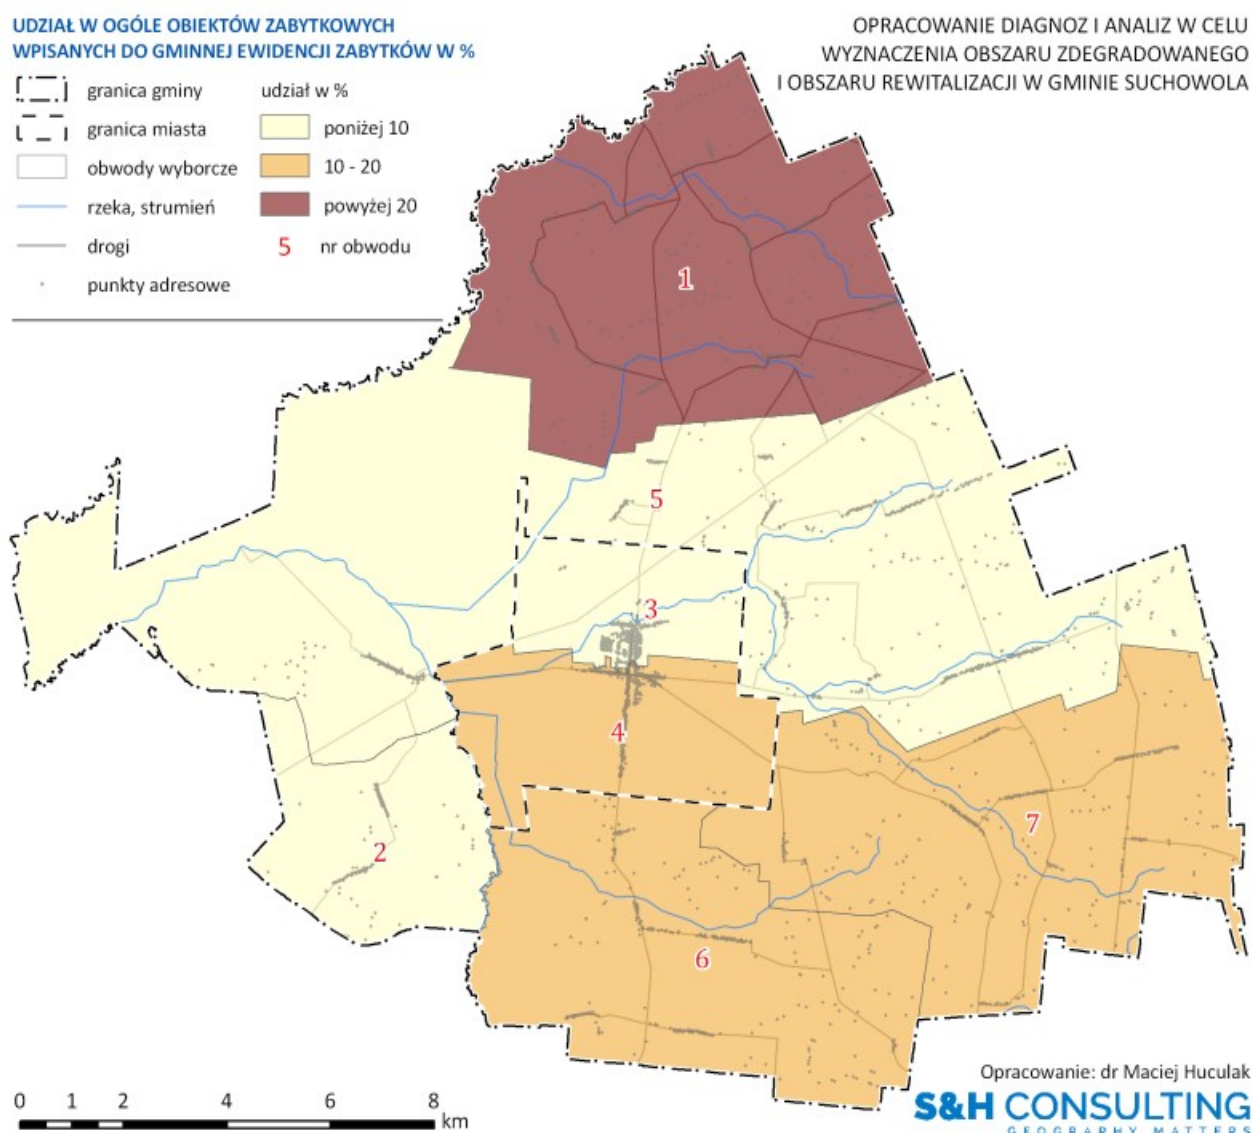 UDZIAŁ W OGÓLE OBIEKTÓW ZABYTKOWYCH
WPISANYCH DO GMINNEJ EWIDENCJI ZABYTKÓW W %
OPRACOWANIE DIAGNOZ I ANALIZ W CELU
WYZNACZENIA OBSZARU ZDEGRADOWANEGO
I OBSZARU REWITALIZACJI W GMINIE SUCHOWOLA
granica gminy
granica miasta
obwody wyborcze
rzeka, strumień
drogi
punkty adresowe
udział w %
poniżej 10
10 - 20
powyżej 20
5 nr obwodu
1
5
3
4
7
2
6
0 1 2 4 6 8 km
Opracowanie: dr Maciej Huculak
S&H CONSULTING
GEOGRAPHY MATTERS